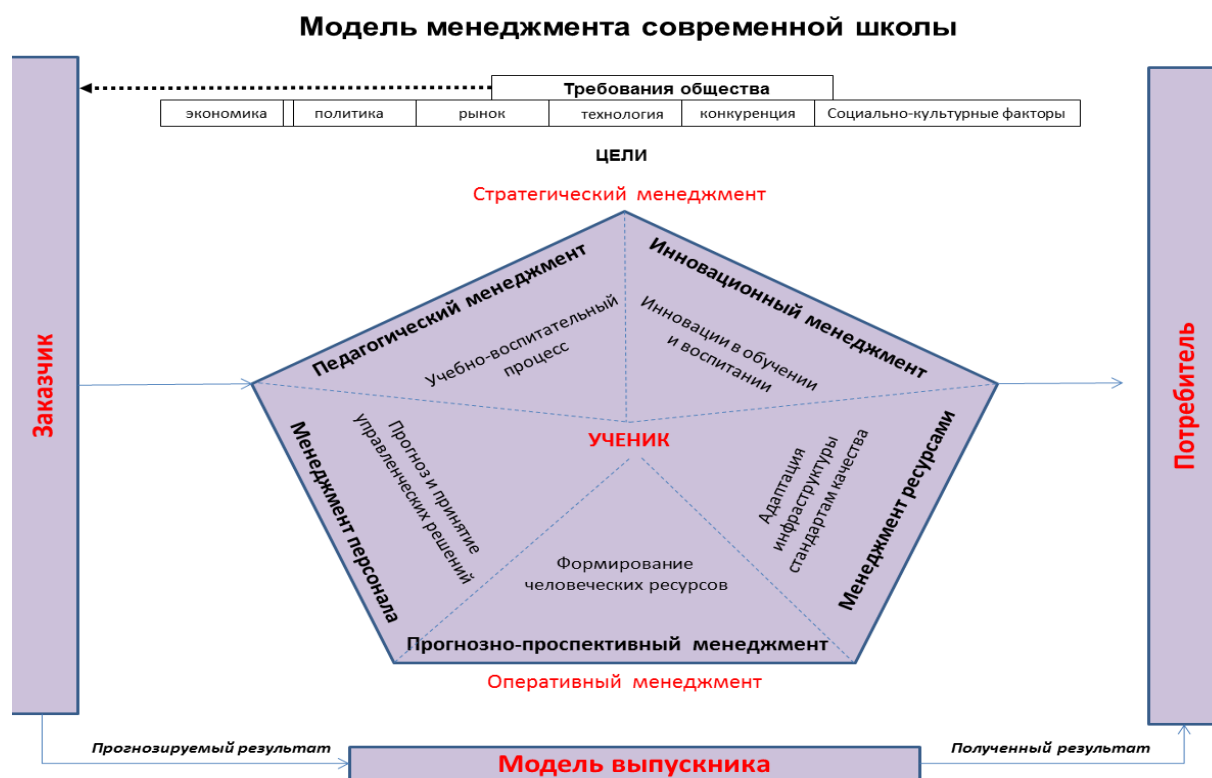 Модель менеджмента современной школы
Требования общества
экономика
политика
рынок
технология
конкуренция
Социально-культурные факторы
ЦЕЛИ
Стратегический менеджмент
Заказчик
Педагогический менеджмент
Учебно-воспитательный
процесс
Инновационный менеджмент
Инновации в обучении
и воспитании
Потребитель
УЧЕНИК
Менеджмент персонала
Прогноз и принятие
управленческих решений
Адаптация
инфраструктуры
стандартам качества
Менеджмент ресурсами
Формирование
человеческих ресурсов
Прогнозно-проспективный менеджмент
Оперативный менеджмент
Прогнозируемый результат
Модель выпускника
Полученный результат